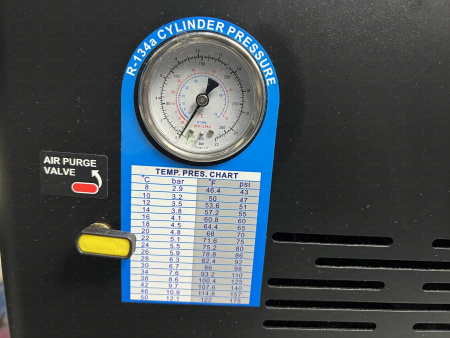 R-134a CYLINDER PRESSURE
AIR PURGE
VALVE
TEMP. PRES. CHART
°C bar °F psi
8 2.9 46.4 43
10 3.2 50 47
12 3.5 53.6 51
14 3.8 57.2 55
16 4.1 60.8 60
18 4.5 64.4 65
20 4.8 68 70
22 5.1 71.6 75
24 5.5 75.2 80
26 5.9 78.8 86
28 6.3 82.4 92
30 6.7 86 98
34 7.6 93.2 110
38 8.6 100.4 125
42 9.7 107.6 140
46 10.9 114.8 157
50 12.1 122 175